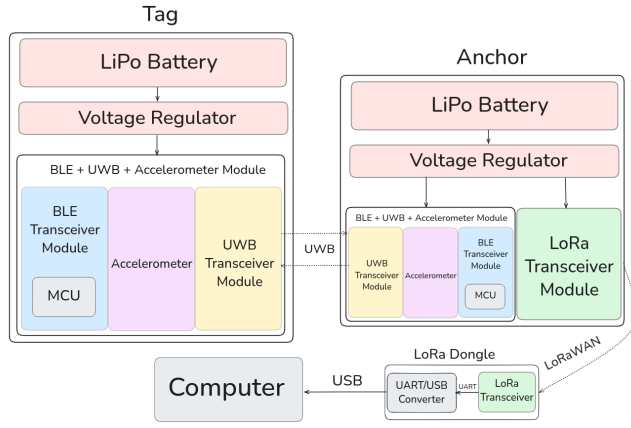 Tag
LiPo Battery
Voltage Regulator
BLE + UWB + Accelerometer Module
BLE
Transceiver
Module
MCU
Accelerometer
UWB
Transceiver
Module
UWB
Anchor
LiPo Battery
Voltage Regulator
BLE + UWB + Accelerometer Module
UWB
Transceiver
Module
Accelerometer
BLE
Transceiver
Module
MCU
LoRa
Transceiver
Module
LoRaWAN
LoRa Dongle
LoRa
Transceiver
UART
UART/USB
Converter
USB
Computer